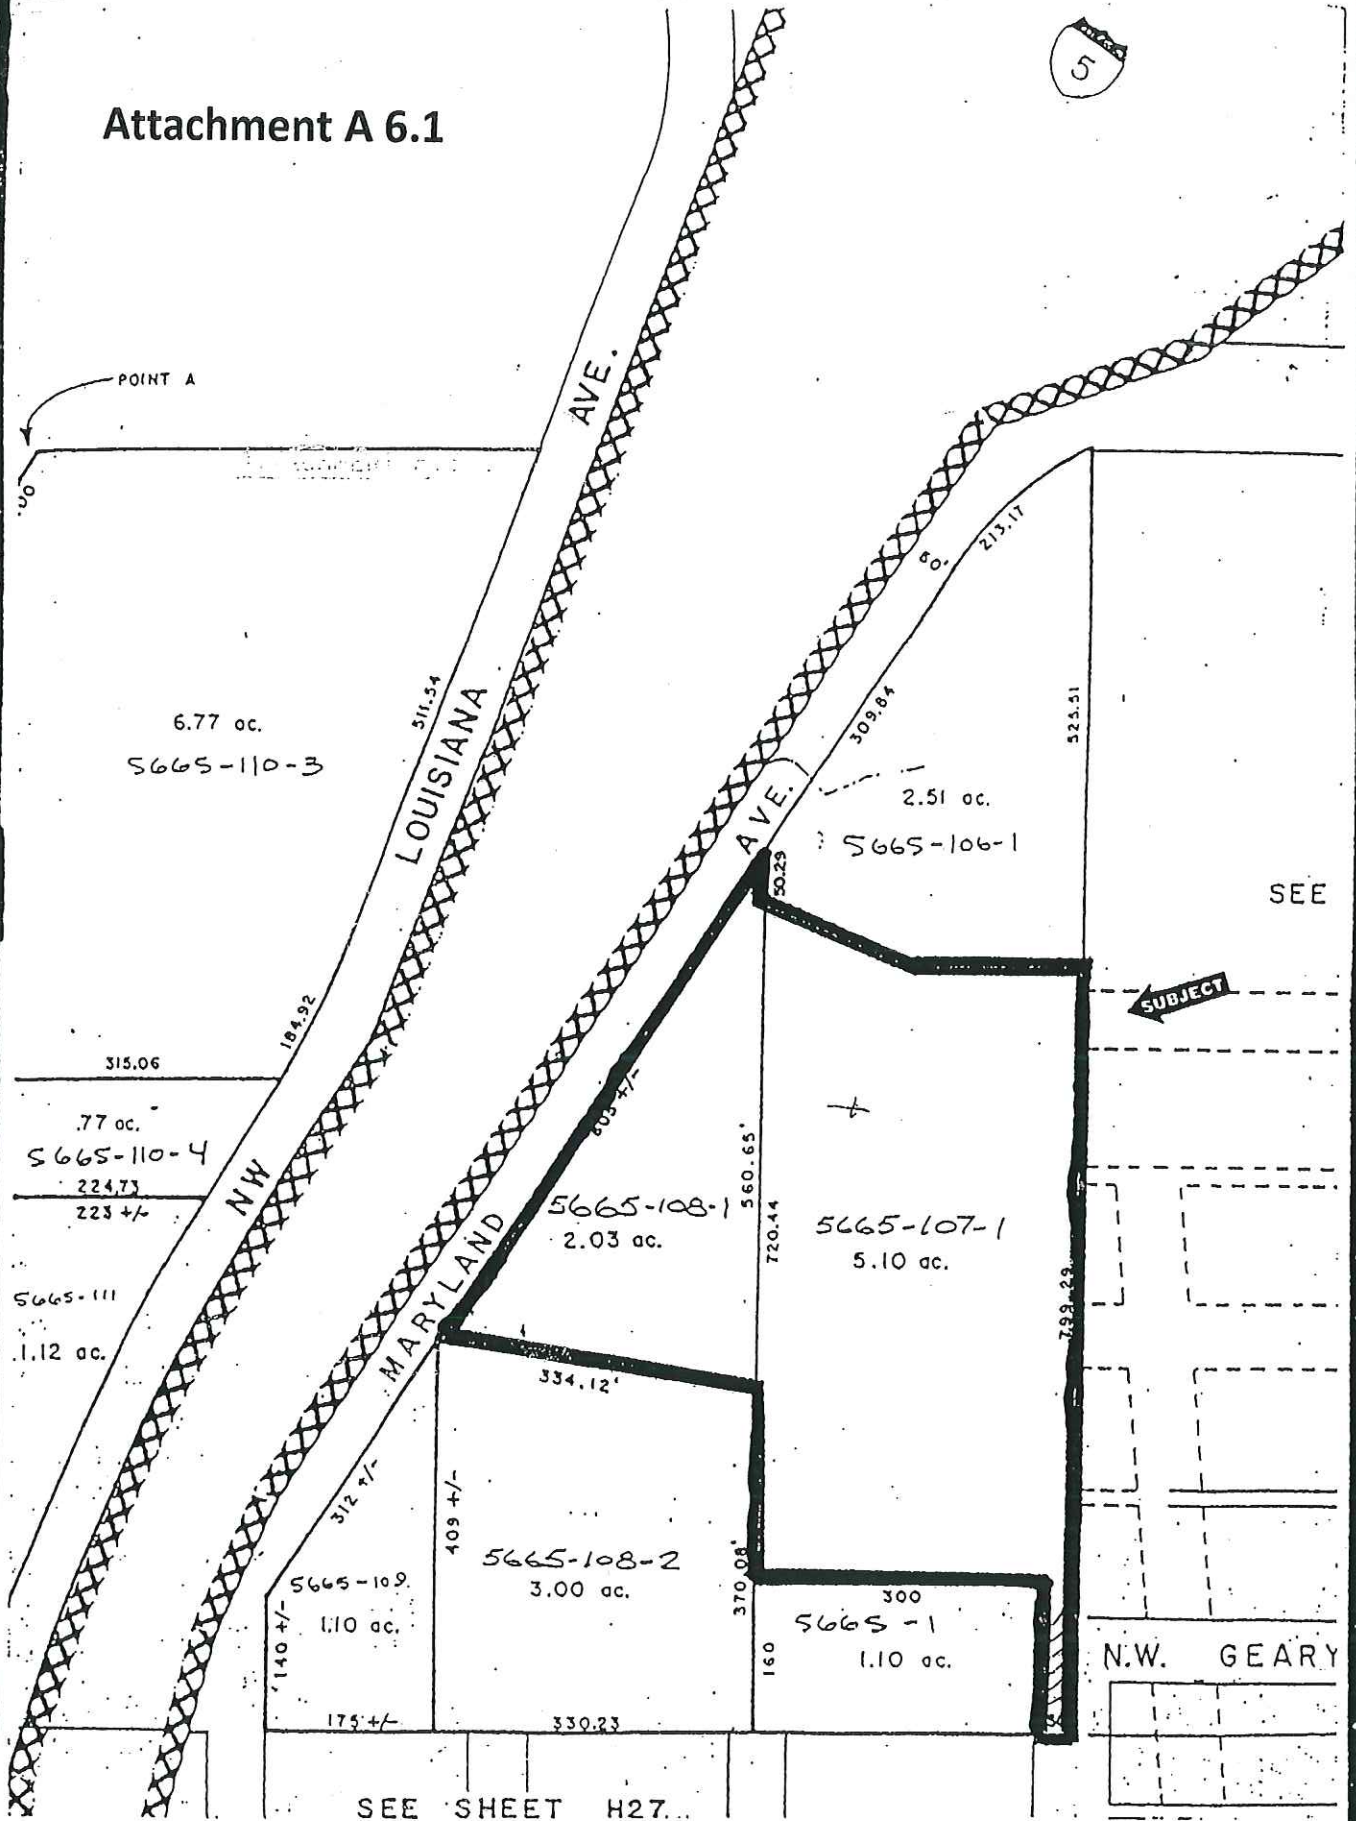 5
Attachment A 6.1
POINT A
AVE.
213.17
60'
309.84
525.51
511.54
6.77 ac.
5665-110-3
LOUISIANA
2.51 ac.
5665-106-1
AVE.
50.29
SEE
SUBJECT
184.92
315.06
.77 ac.
5665-110-4
224.73
223 +/-
NW
605 +/-
560.65'
720.44
5665-108-1
2.03 ac.
5665-107-1
5.10 ac.
799.29
MARYLAND
5665-111
1.12 ac.
334.12'
312 +/-
409 +/-
5665-108-2
3.00 ac.
370.08'
300
5665-109
1.10 ac.
140 +/-
5665-1
1.10 ac.
160
N.W. GEARY
175 +/-
330.23
SEE SHEET H27